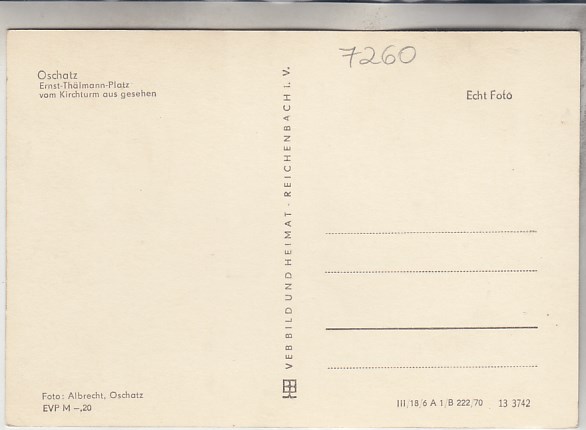 7260
Oschatz
Ernst-Thälmann-Platz
vom Kirchturm aus gesehen
Echt Foto
VEB BILD UND HEIMAT - REICHENBACH I. V.
Foto: Albrecht, Oschatz
EVP M -,20
III/18/6 A 1/B 222/70 13 3742